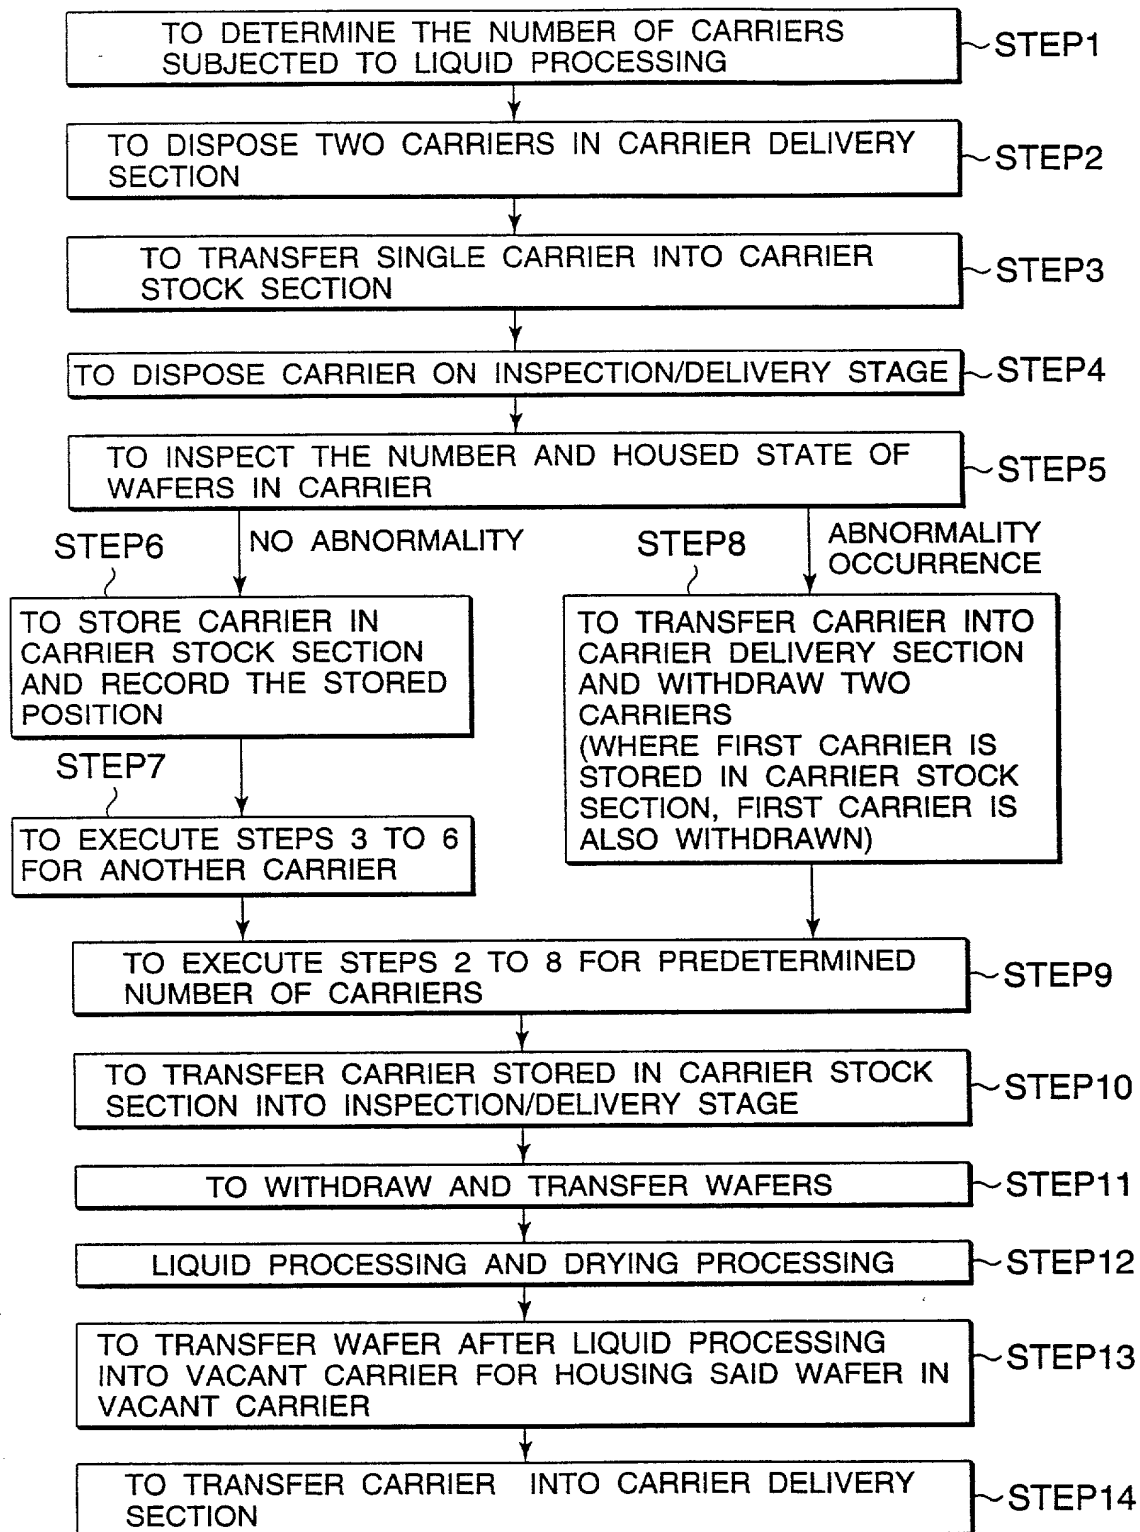 TO DETERMINE THE NUMBER OF CARRIERS
SUBJECTED TO LIQUID PROCESSING
STEP1
TO DISPOSE TWO CARRIERS IN CARRIER DELIVERY
SECTION
STEP2
TO TRANSFER SINGLE CARRIER INTO CARRIER
STOCK SECTION
STEP3
TO DISPOSE CARRIER ON INSPECTION/DELIVERY STAGE
STEP4
TO INSPECT THE NUMBER AND HOUSED STATE OF
WAFERS IN CARRIER
STEP5
STEP6
NO ABNORMALITY
TO STORE CARRIER IN
CARRIER STOCK SECTION
AND RECORD THE STORED
POSITION
STEP7
TO EXECUTE STEPS 3 TO 6
FOR ANOTHER CARRIER
STEP8
ABNORMALITY
OCCURRENCE
TO TRANSFER CARRIER INTO
CARRIER DELIVERY SECTION
AND WITHDRAW TWO
CARRIERS
(WHERE FIRST CARRIER IS
STORED IN CARRIER STOCK
SECTION, FIRST CARRIER IS
ALSO WITHDRAWN)
TO EXECUTE STEPS 2 TO 8 FOR PREDETERMINED
NUMBER OF CARRIERS
STEP9
TO TRANSFER CARRIER STORED IN CARRIER STOCK
SECTION INTO INSPECTION/DELIVERY STAGE
STEP10
TO WITHDRAW AND TRANSFER WAFERS
STEP11
LIQUID PROCESSING AND DRYING PROCESSING
STEP12
TO TRANSFER WAFER AFTER LIQUID PROCESSING
INTO VACANT CARRIER FOR HOUSING SAID WAFER IN
VACANT CARRIER
STEP13
TO TRANSFER CARRIER INTO CARRIER DELIVERY
SECTION
STEP14